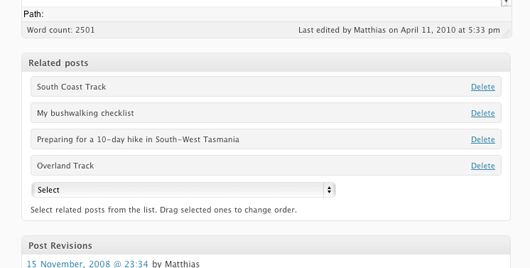 Path:
Word count: 2501 Last edited by Matthias on April 11, 2010 at 5:33 pm
Related posts
South Coast Track Delete
My bushwalking checklist Delete
Preparing for a 10-day hike in South-West Tasmania Delete
Overland Track Delete
Select
Select related posts from the list. Drag selected ones to change order.
Post Revisions
15 November, 2008 @ 23:34 by Matthias